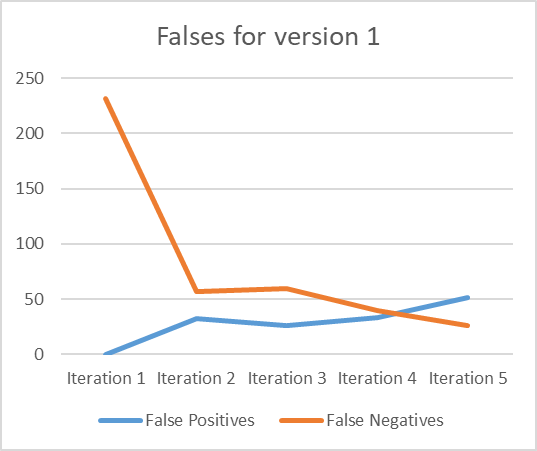 Falses for version 1
250
200
150
100
50
0
Iteration 1 Iteration 2 Iteration 3 Iteration 4 Iteration 5
False Positives False Negatives